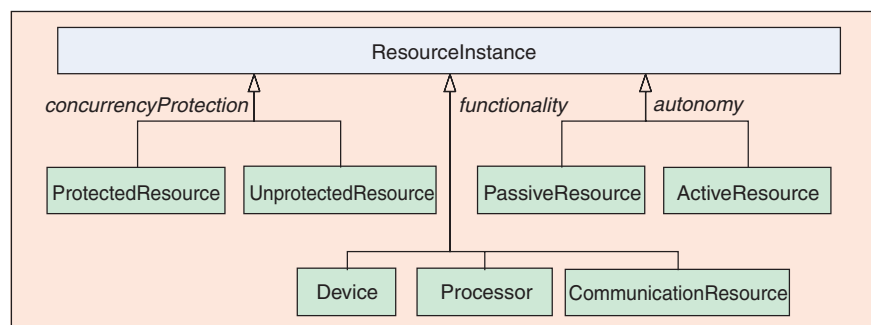 ResourceInstance
concurrencyProtection
functionality
autonomy
ProtectedResource
UnprotectedResource
PassiveResource
ActiveResource
Device
Processor
CommunicationResource